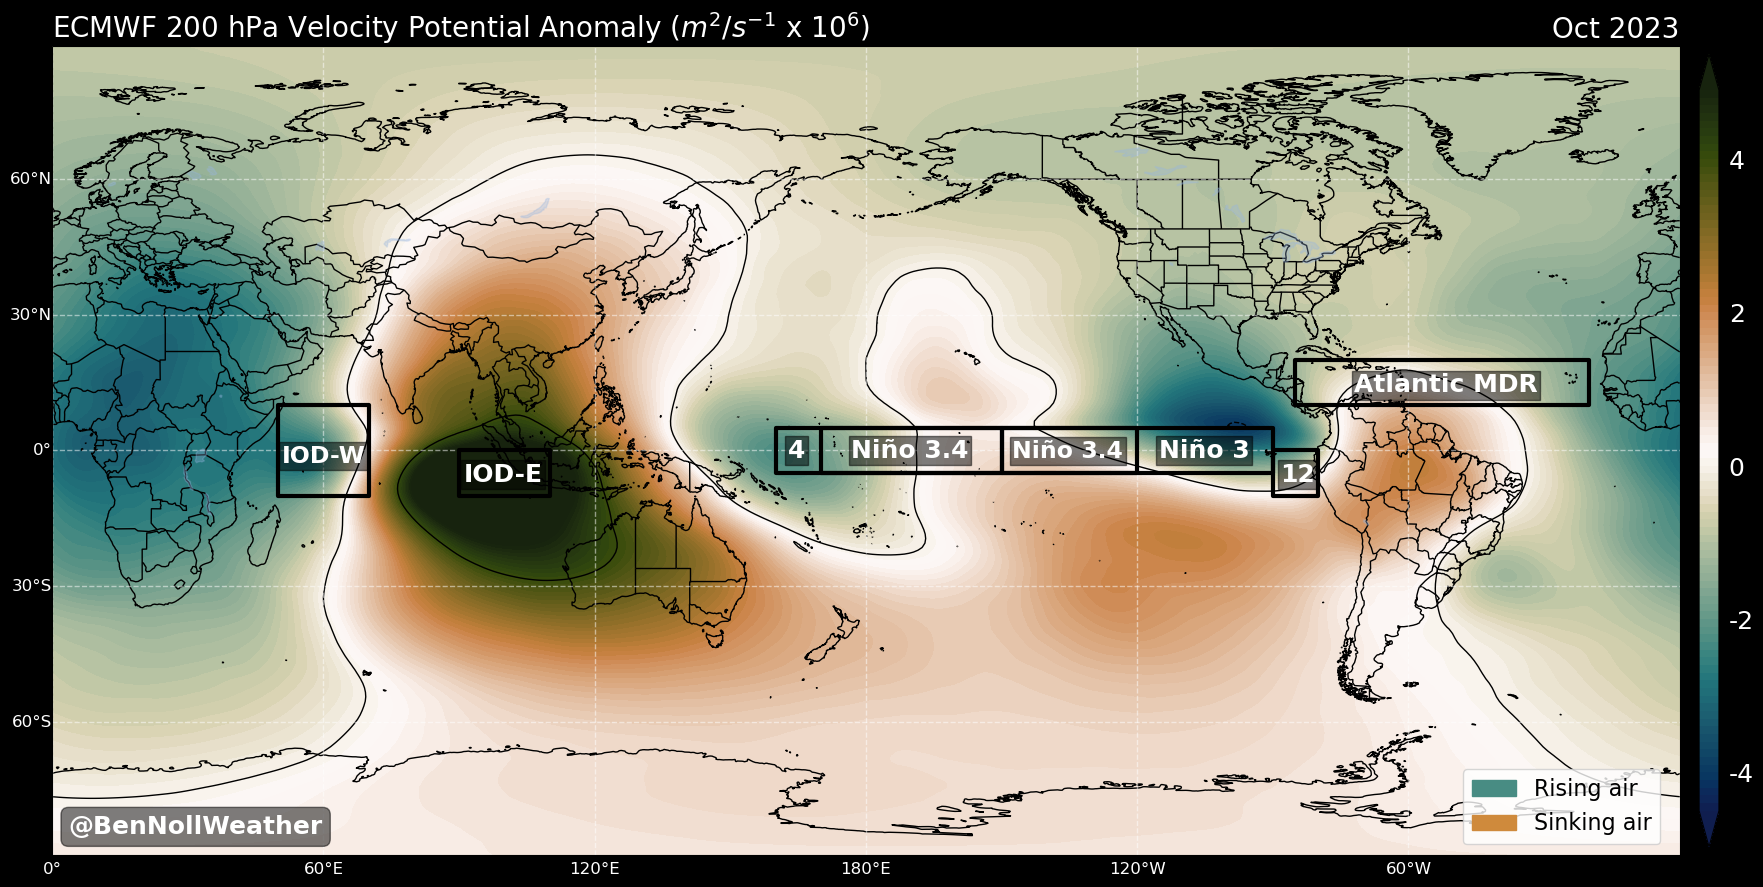 ECMWF 200 hPa Velocity Potential Anomaly (m²/s⁻¹ x 10⁶)
Oct 2023
60°N
30°N
0°
30°S
60°S
IOD-W
IOD-E
4
Niño 3.4
Niño 3.4
Niño 3
12
Atlantic MDR
4
2
0
-2
-4
Rising air
Sinking air
@BenNollWeather
0°
60°E
120°E
180°E
120°W
60°W